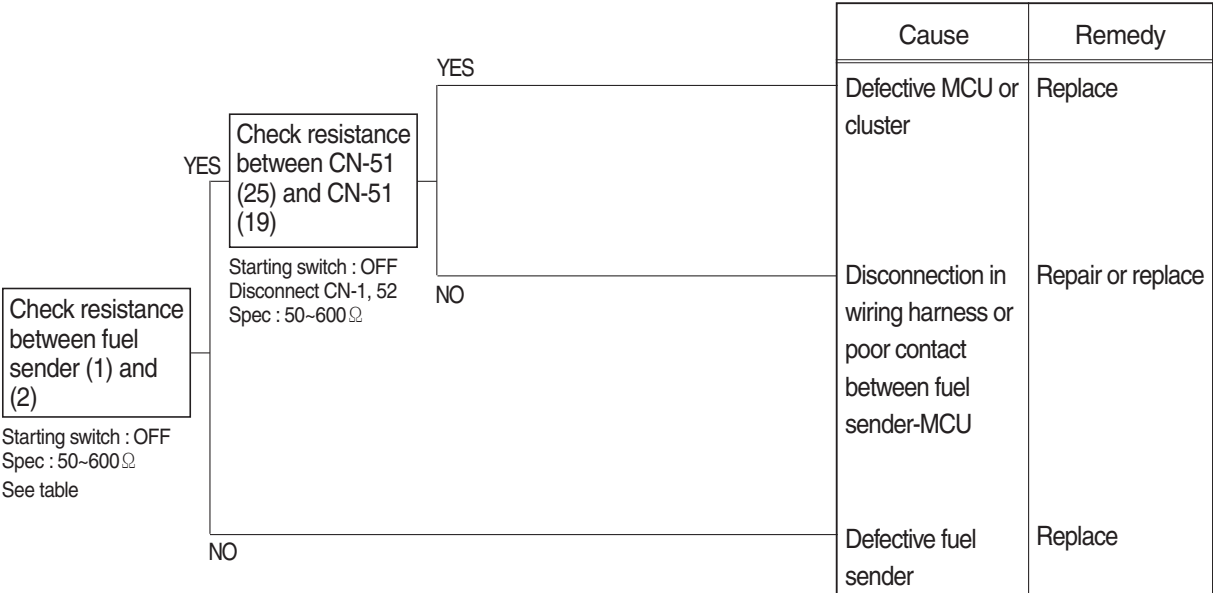 Cause
Remedy
YES
Defective MCU or
cluster
Replace
YES
Check resistance
between CN-51
(25) and CN-51
(19)
Starting switch : OFF
Disconnect CN-1, 52
Spec : 50~600Ω
NO
Disconnection in
wiring harness or
poor contact
between fuel
sender-MCU
Repair or replace
Check resistance
between fuel
sender (1) and
(2)
Starting switch : OFF
Spec : 50~600Ω
See table
NO
Defective fuel
sender
Replace